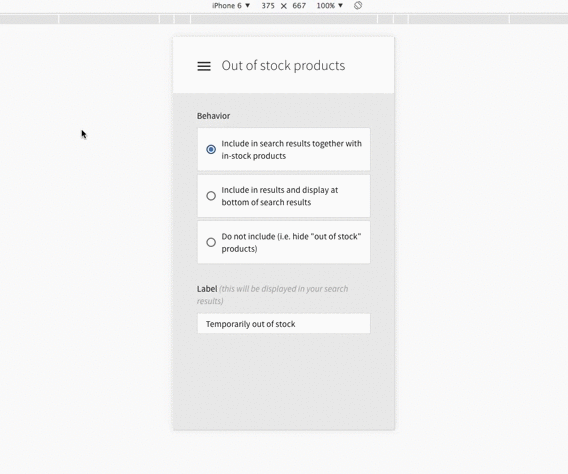 iPhone 6 ▼ 375 × 667 100% ▼
Out of stock products
Behavior
Include in search results together with
in-stock products
Include in results and display at
bottom of search results
Do not include (i.e. hide "out of stock"
products)
Label (this will be displayed in your search
results)
Temporarily out of stock